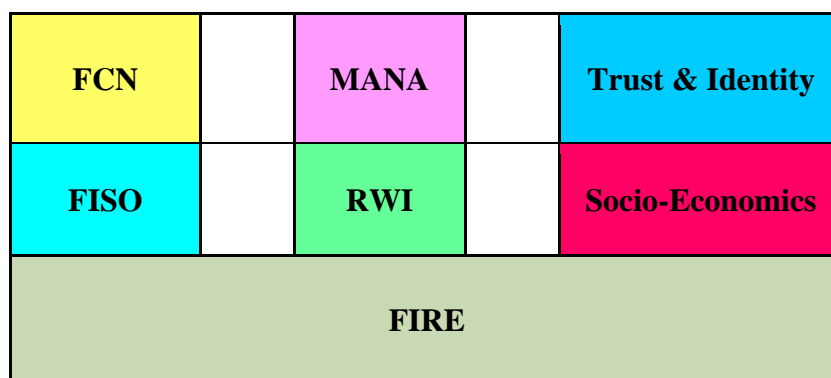 FCN
MANA
Trust & Identity
FISO
RWI
Socio-Economics
FIRE